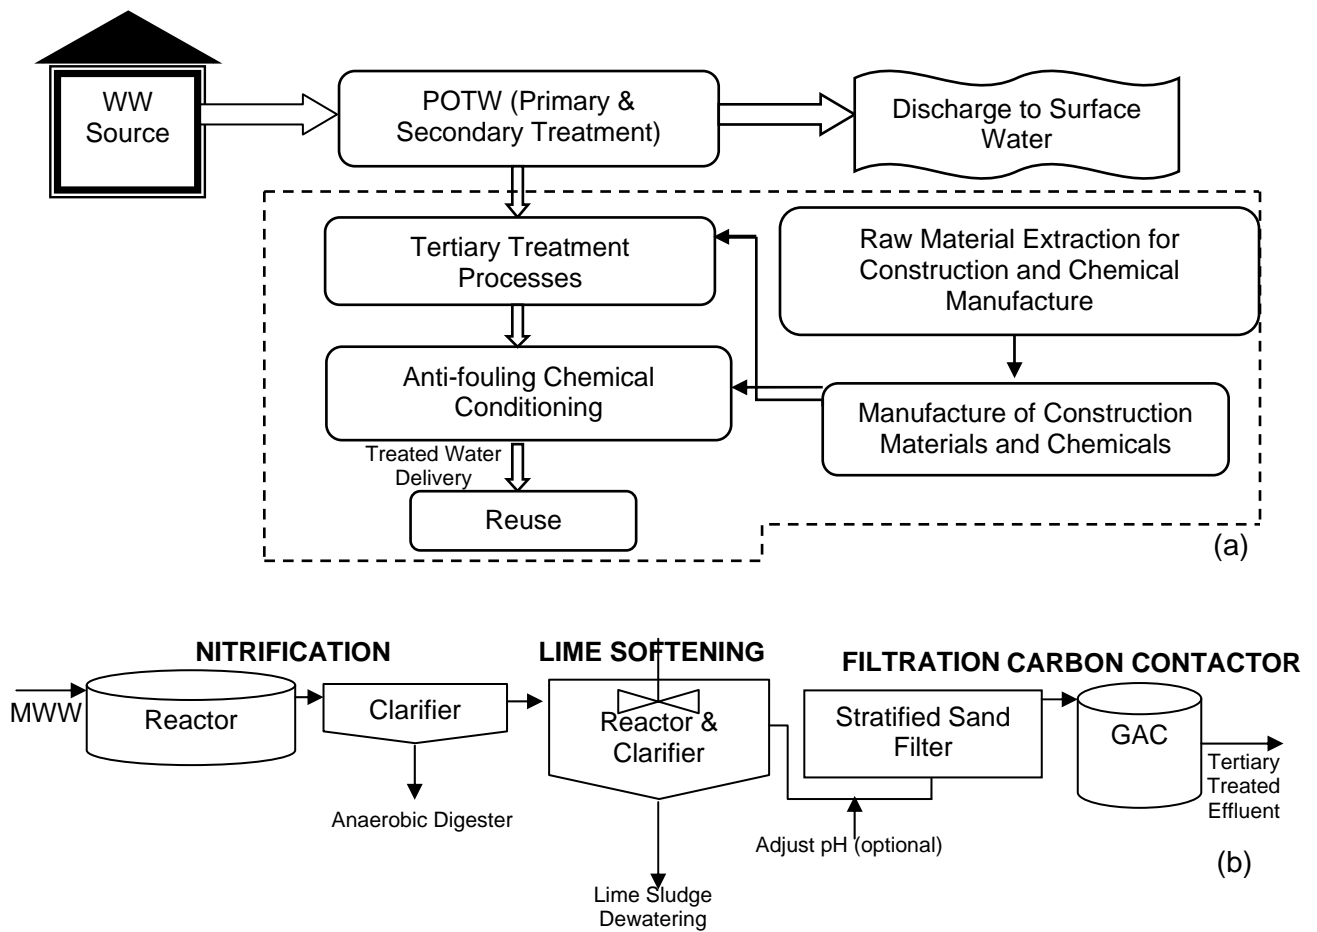 WW
Source
POTW (Primary &
Secondary Treatment)
Discharge to Surface
Water
Tertiary Treatment
Processes
Raw Material Extraction for
Construction and Chemical
Manufacture
Anti-fouling Chemical
Conditioning
Manufacture of Construction
Materials and Chemicals
Treated Water
Delivery
Reuse
(a)
NITRIFICATION
LIME SOFTENING
FILTRATION
CARBON CONTACTOR
MWW
Reactor
Clarifier
Reactor &
Clarifier
Stratified Sand
Filter
GAC
Tertiary
Treated
Effluent
Anaerobic Digester
Adjust pH (optional)
(b)
Lime Sludge
Dewatering